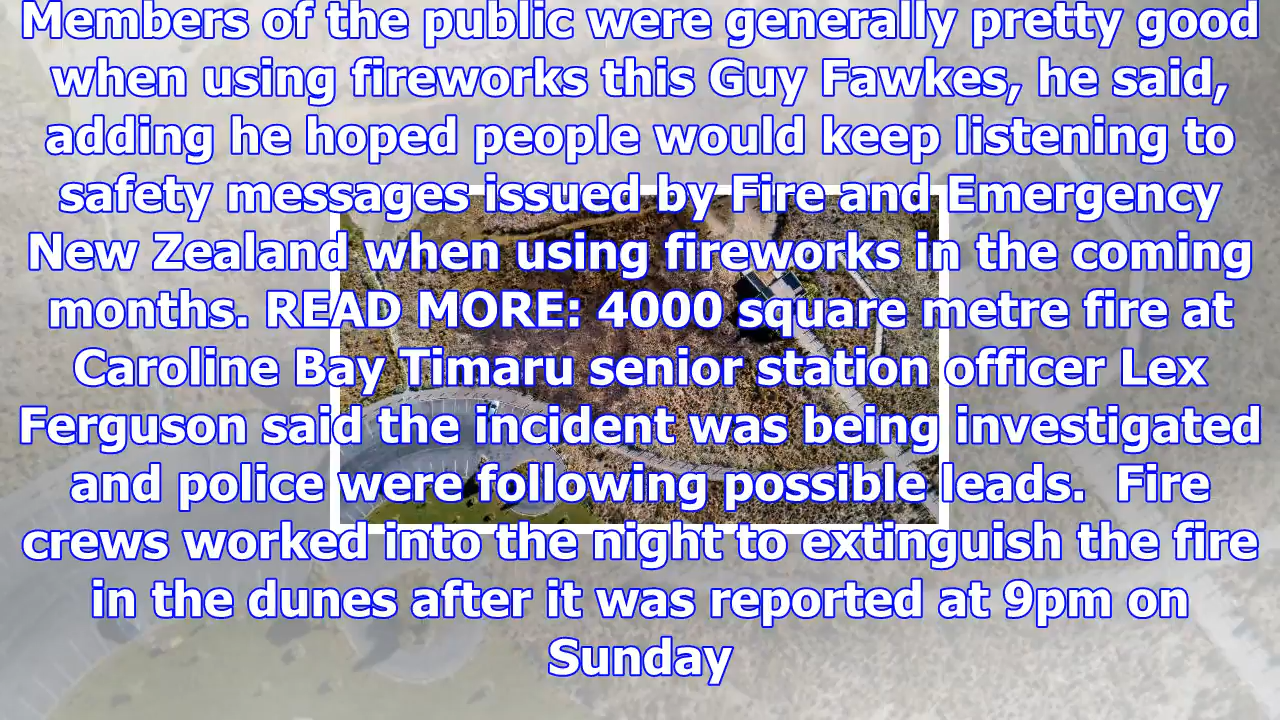 Members of the public were generally pretty good
when using fireworks this Guy Fawkes, he said,
adding he hoped people would keep listening to
safety messages issued by Fire and Emergency
New Zealand when using fireworks in the coming
months. READ MORE: 4000 square metre fire at
Caroline Bay Timaru senior station officer Lex
Ferguson said the incident was being investigated
and police were following possible leads.  Fire
crews worked into the night to extinguish the fire
in the dunes after it was reported at 9pm on
Sunday